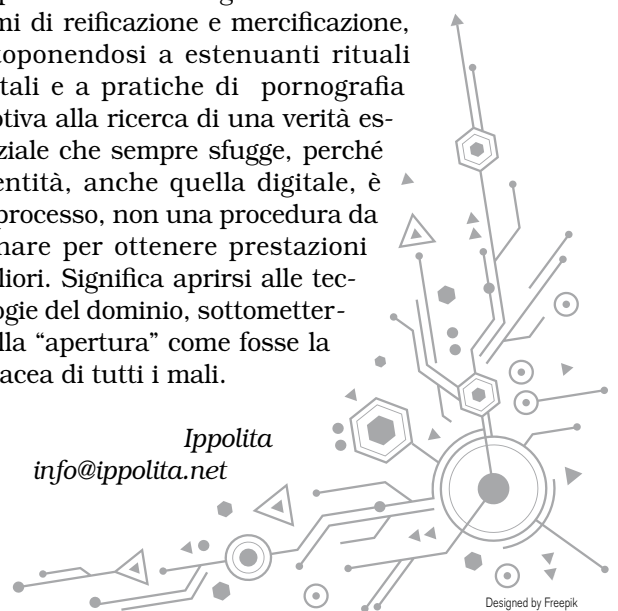 mi di reificazione e mercificazione,
toponendosi a estenuanti rituali
tali e a pratiche di pornografia
otiva alla ricerca di una verità es-
ziale che sempre sfugge, perché
entità, anche quella digitale, è
processo, non una procedura da
nare per ottenere prestazioni
liori. Significa aprirsi alle tec-
ogie del dominio, sottometter-
lla “apertura” come fosse la
acea di tutti i mali.
Ippolita
info@ippolita.net
Designed by Freepik